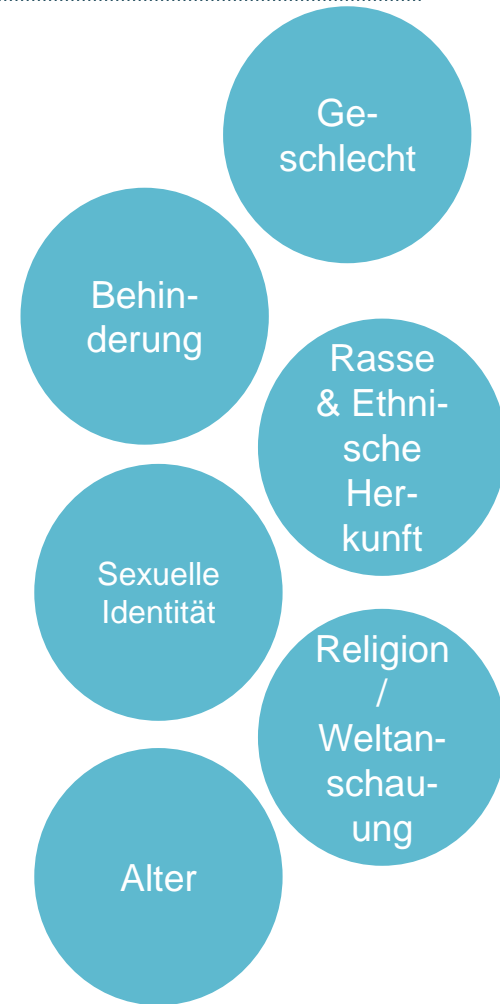 Ge-
schlecht
Behin-
derung
Rasse
& Ethni-
sche
Her-
kunft
Sexuelle
Identität
Religion
/
Weltan-
schau-
ung
Alter